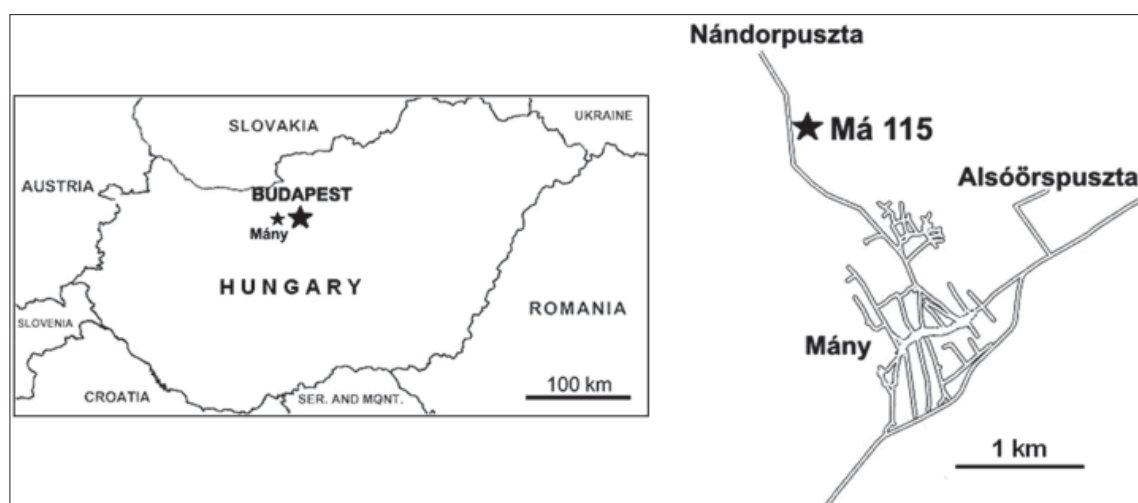 SLOVAKIA
UKRAINE
AUSTRIA
BUDAPEST
Mány
HUNGARY
ROMANIA
SLOVENIA
CROATIA
SER. AND MONT.
100 km
Nándorpuszta
Má 115
Alsóörspuszta
Mány
1 km